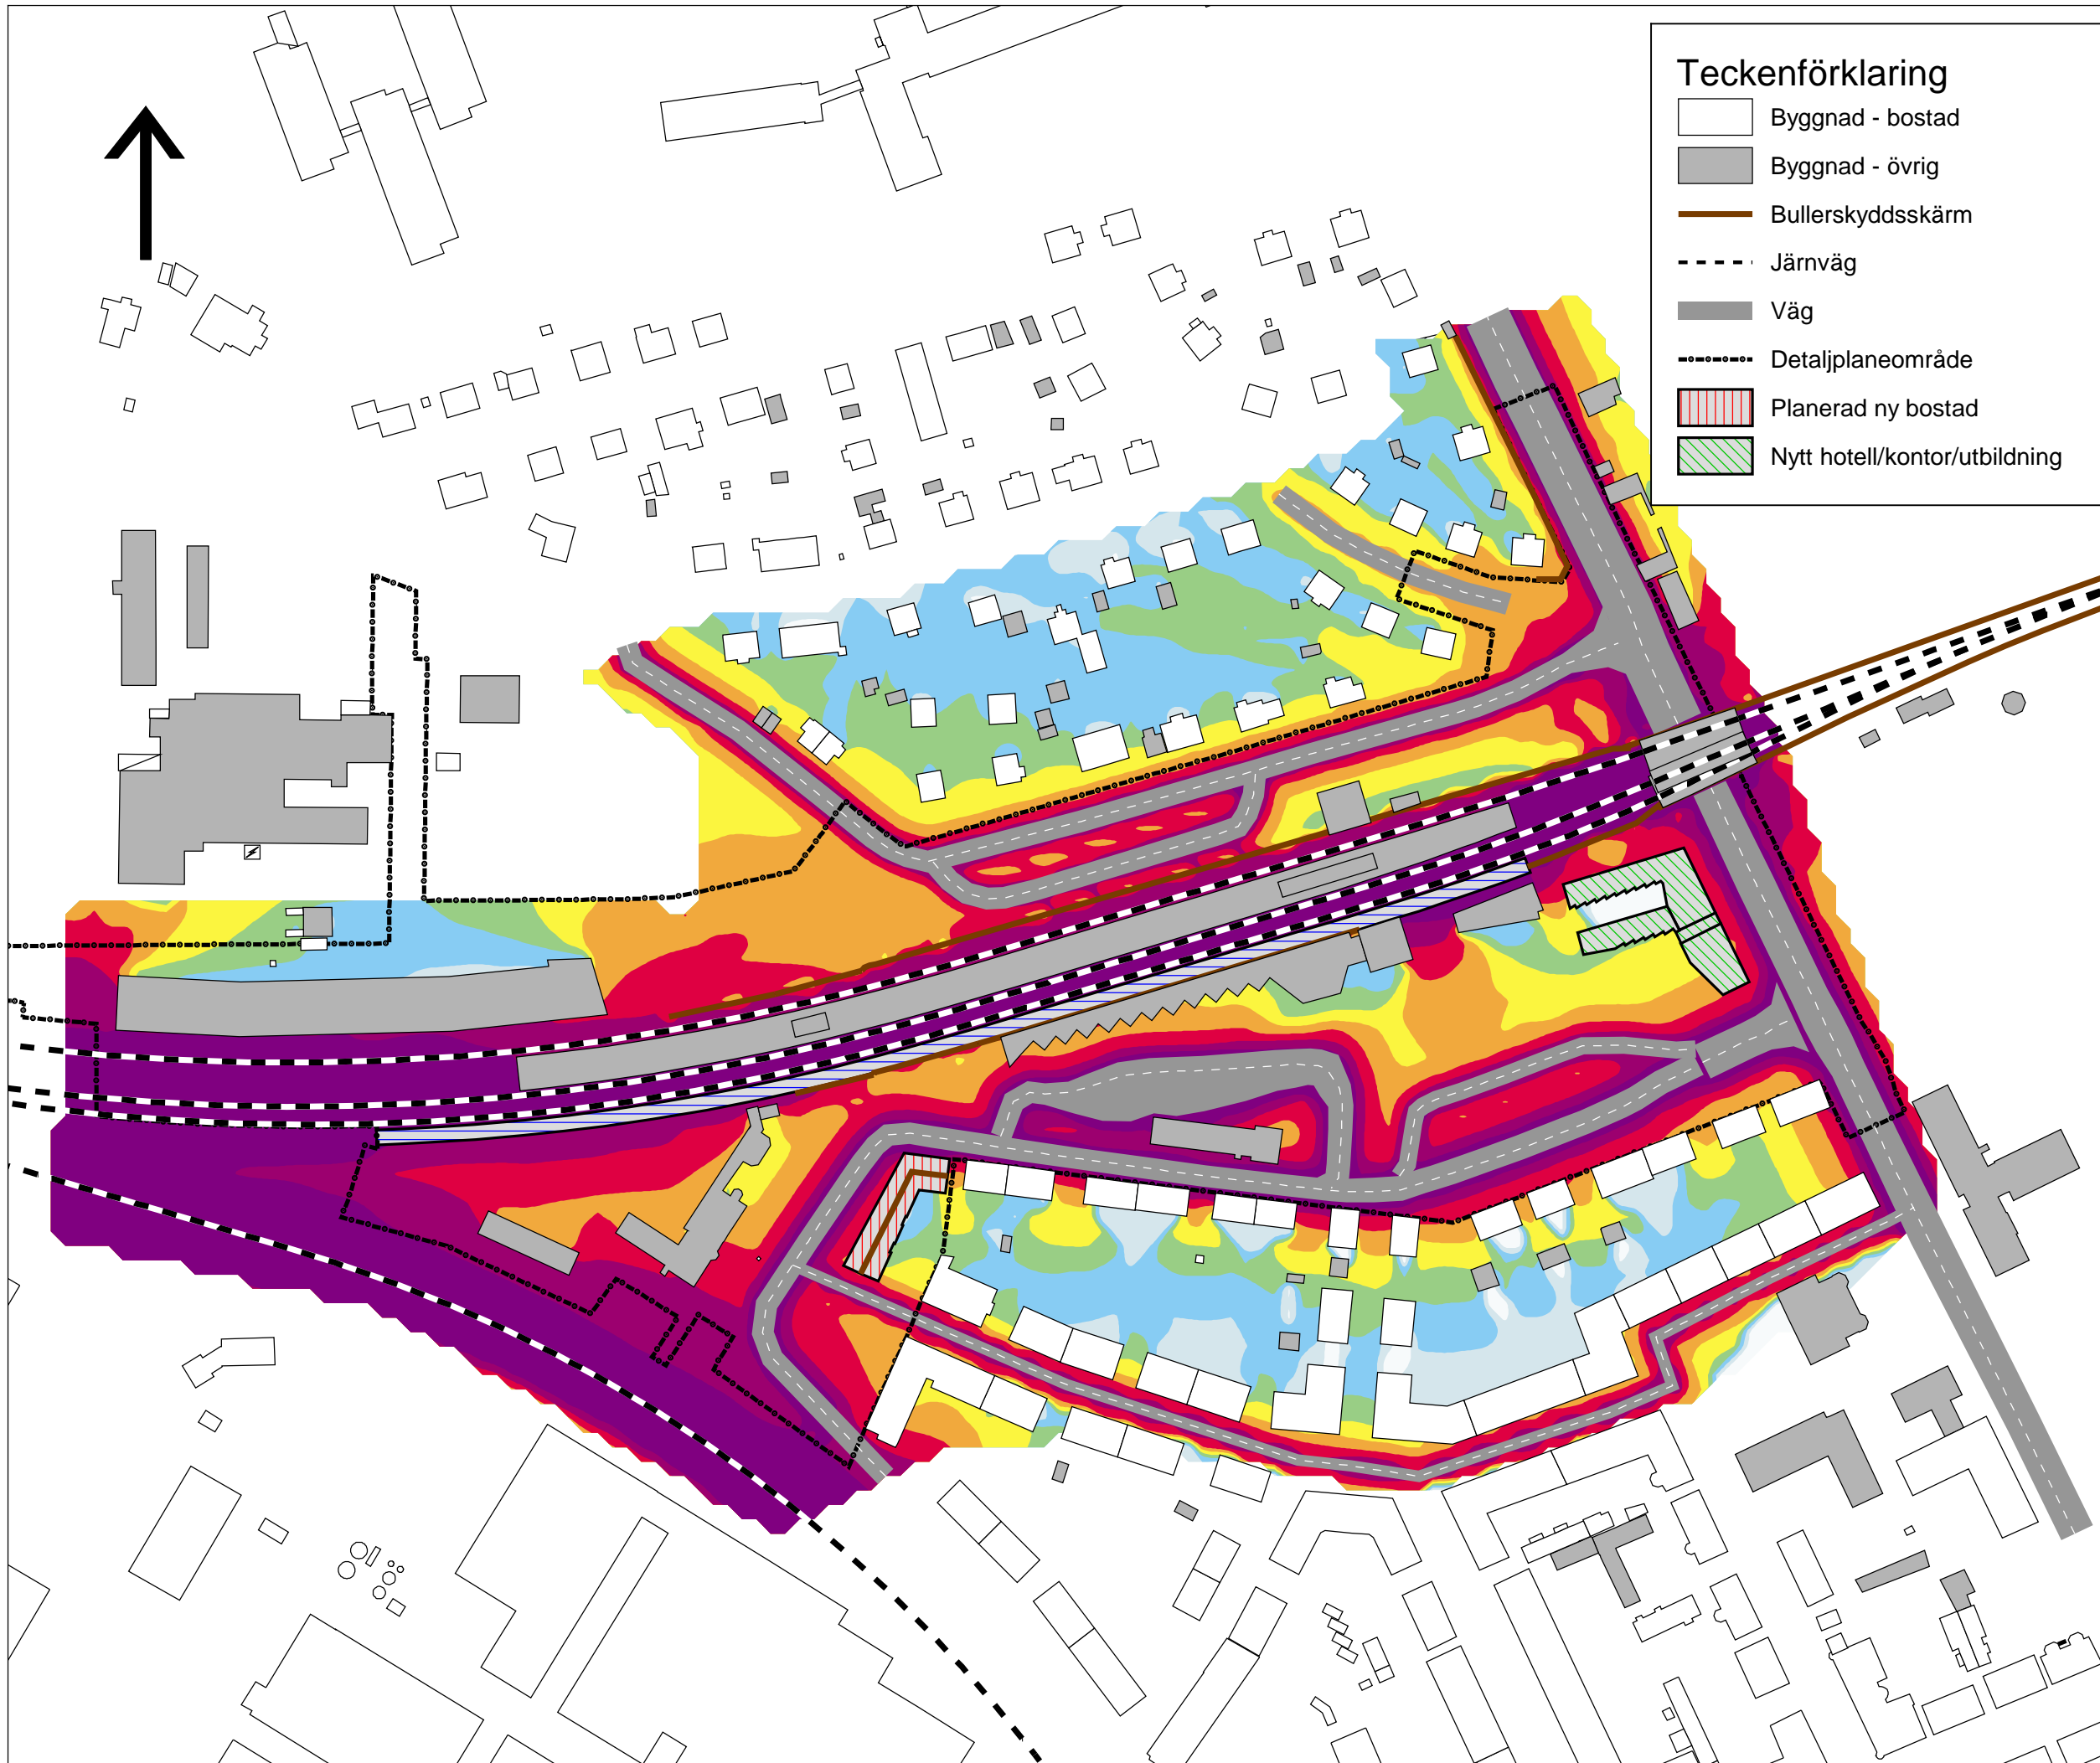 Teckenförklaring
Byggnad - bostad
Byggnad - övrig
Bullerskyddsskärm
Järnväg
Väg
Detaljplaneområde
Planerad ny bostad
Nytt hotell/kontor/utbildning